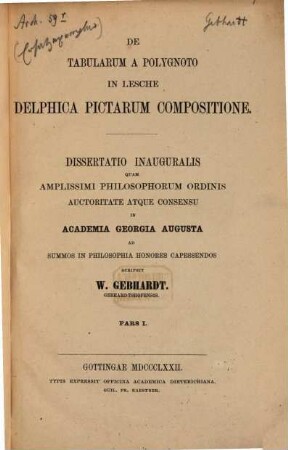 Arch. 59
Gebhardt
DE
TABULARUM A POLYGNOTO
IN LESCHE
DELPHICA PICTARUM COMPOSITIONE.
DISSERTATIO INAUGURALIS
QUAM
AMPLISSIMI PHILOSOPHORUM ORDINIS
AUCTORITATE ATQUE CONSENSU
IN
ACADEMIA GEORGIA AUGUSTA
AD
SUMMOS IN PHILOSOPHIA HONORES CAPESSENDOS
SCRIPSIT
W. GEBHARDT.
PARS I.
GOTTINGAE MDCCCLXXII.
TYPIS EXPRESSIT OFFICINA ACADEMICA DIETERICHIANA.
GUIL. FR. KAESTNER.